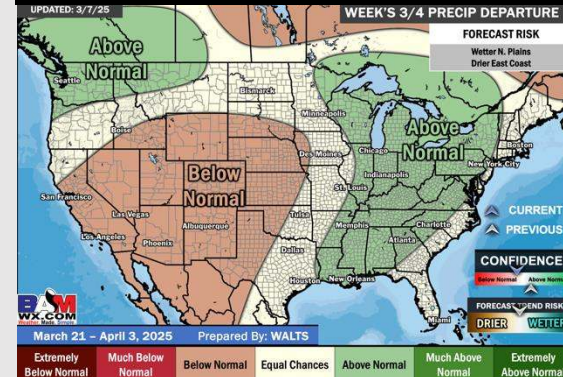 UPDATED: 3/7/25
WEEK'S 3/4 PRECIP DEPARTURE
FORECAST RISK
Wetter N. Plains
Drier East Coast
Above
Normal
Seattle
Bismarck
Minneapolis
Boise
Above
Normal
Boston
Des Moines
Chicago
New York City
Below
Normal
Indianapolis
St. Louis
San Francisco
Las Vegas
Tulsa
CURRENT
PREVIOUS
Los Angeles
Albuquerque
Memphis
Charlotte
Phoenix
Atlanta
Dallas
CONFIDENCE
Below Normal
Above Normal
Houston
New Orleans
FORECAST TREND RISK
DRIER
WETTER
Miami
BAM
WX.COM
Weather. Made. Simple.
March 21 – April 3, 2025
Prepared By: WALTS
Extremely
Below Normal
Much Below
Normal
Below Normal
Equal Chances
Above Normal
Much Above
Normal
Extremely
Above Normal